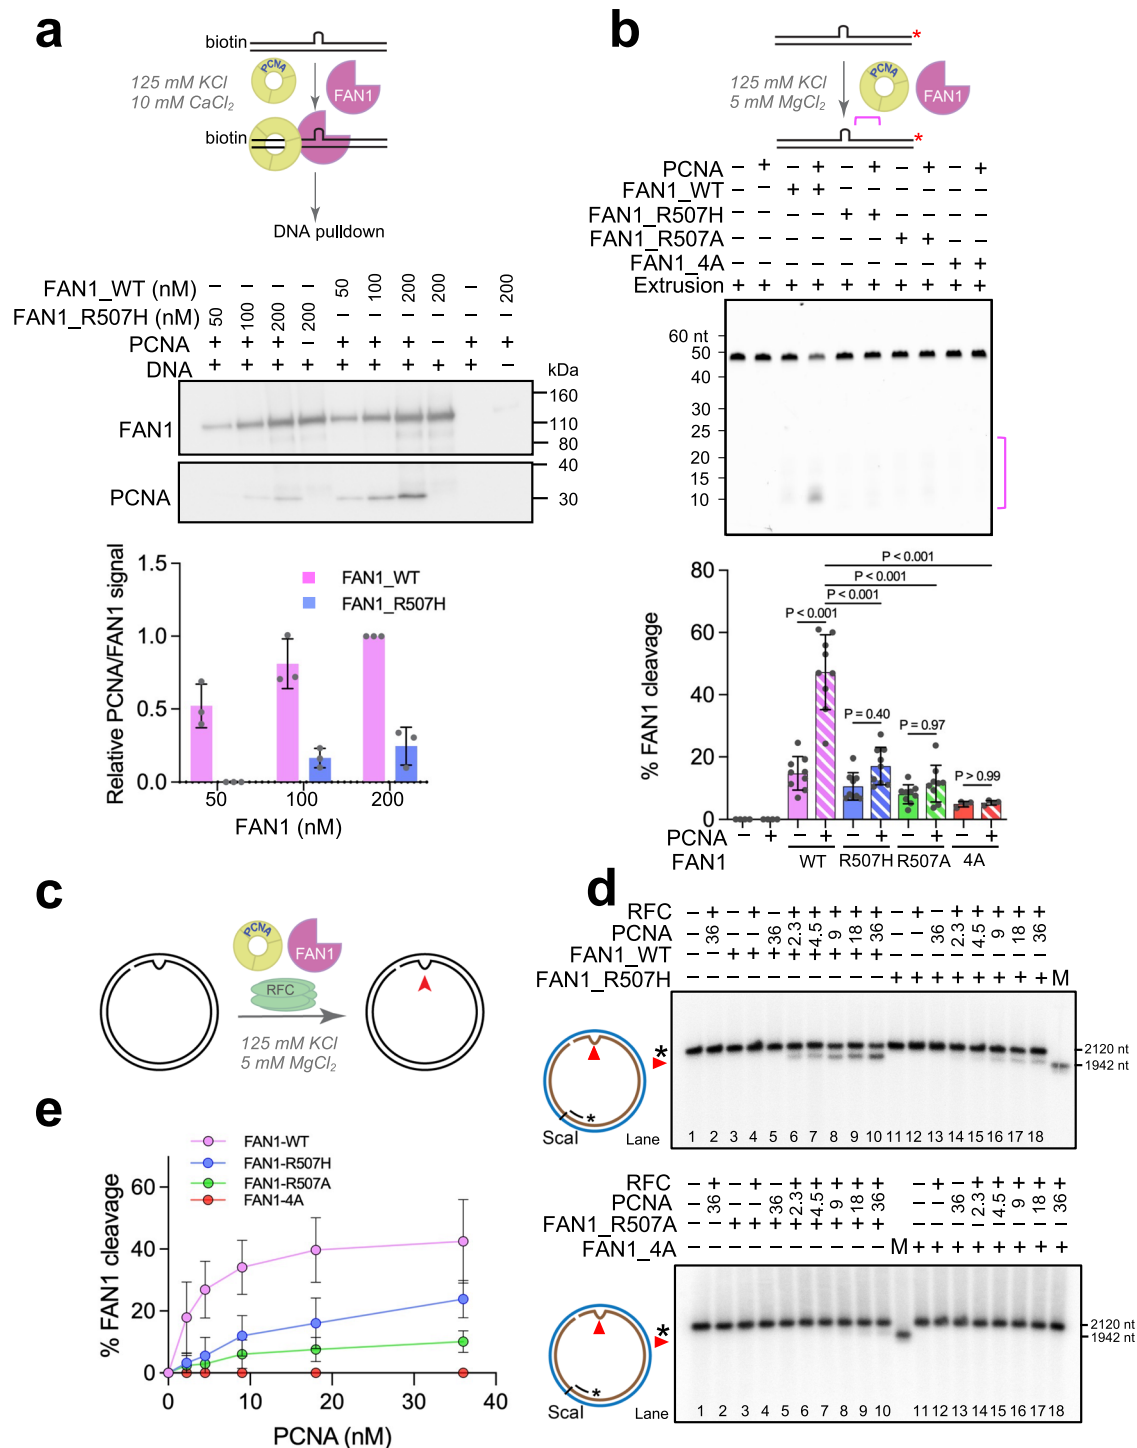 a
biotin
125 mM KCl
10 mM CaCl2
PCNA
FAN1
biotin
DNA pulldown
FAN1_WT (nM) – – – – 50 100 200 200 – 200
FAN1_R507H (nM) 50 100 200 200 – – – – – –
PCNA + + + – + + + – + +
DNA + + + + + + + + + –
kDa
FAN1
160
110
80
PCNA
40
30
Relative PCNA/FAN1 signal
1.5
1.0
0.5
0.0
FAN1_WT
FAN1_R507H
50 100 200
FAN1 (nM)
b
*
125 mM KCl
5 mM MgCl2
PCNA
FAN1
*
PCNA – + – + – + – + – +
FAN1_WT – – + + – – – – – –
FAN1_R507H – – – – + + – – – –
FAN1_R507A – – – – – – + + – –
FAN1_4A – – – – – – – – + +
Extrusion + + + + + + + + + +
60 nt
50
40
30
25
20
15
10
% FAN1 cleavage
80
60
40
20
0
P < 0.001
P < 0.001
P < 0.001
P < 0.001
P = 0.40
P = 0.97
P > 0.99
PCNA – + – + – + – + – +
FAN1 WT R507H R507A 4A
c
PCNA
FAN1
RFC
125 mM KCl
5 mM MgCl2
d
RFC – + – + – + + + + + – + – + + + + +
PCNA – 36 – – 36 2.3 4.5 9 18 36 – – 36 2.3 4.5 9 18 36
FAN1_WT – – + + + + + + + + – – – – – – – –
FAN1_R507H – – – – – – – – – – + + + + + + + + M
*
2120 nt
1942 nt
*
ScaI
Lane 1 2 3 4 5 6 7 8 9 10 11 12 13 14 15 16 17 18
RFC – + – + – + + + + + – + – + + + + +
PCNA – 36 – – 36 2.3 4.5 9 18 36 – – 36 2.3 4.5 9 18 36
FAN1_R507A – – + + + + + + + + – – – – – – – –
FAN1_4A – – – – – – – – – – M + + + + + + + +
*
2120 nt
1942 nt
*
ScaI
Lane 1 2 3 4 5 6 7 8 9 10 11 12 13 14 15 16 17 18
e
FAN1-WT
FAN1-R507H
FAN1-R507A
FAN1-4A
% FAN1 cleavage
60
40
20
0
0 10 20 30 40
PCNA (nM)